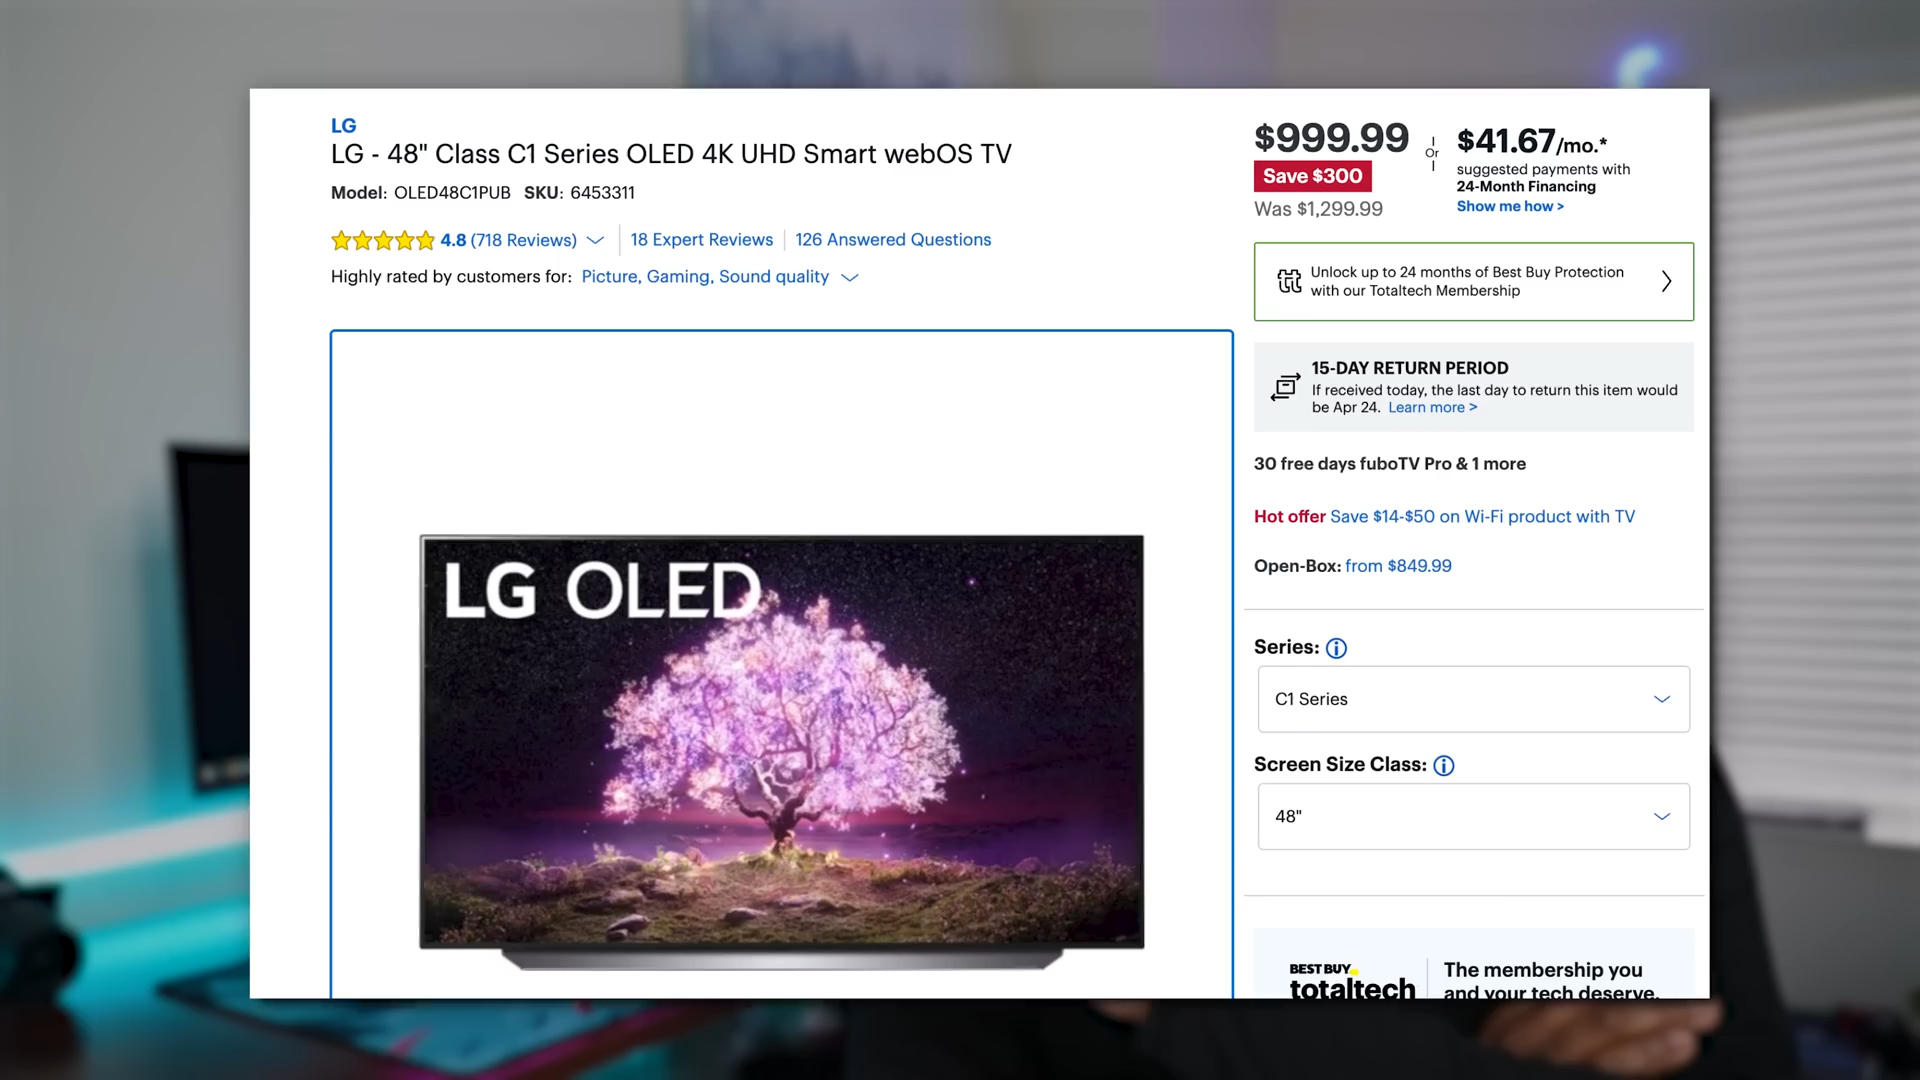 LG
LG - 48" Class C1 Series OLED 4K UHD Smart webOS TV
Model: OLED48C1PUB SKU: 6453311
4.8 (718 Reviews)
18 Expert Reviews
126 Answered Questions
Highly rated by customers for: Picture, Gaming, Sound quality
LG OLED
$999.99
Save $300
Was $1,299.99
Or
$41.67/mo.*
suggested payments with
24-Month Financing
Show me how >
Unlock up to 24 months of Best Buy Protection
with our Totaltech Membership
15-DAY RETURN PERIOD
If received today, the last day to return this item would
be Apr 24. Learn more >
30 free days fuboTV Pro & 1 more
Hot offer Save $14-$50 on Wi-Fi product with TV
Open-Box: from $849.99
Series:
C1 Series
Screen Size Class:
48"
BEST BUY
totaltech
The membership you
and your tech deserve.